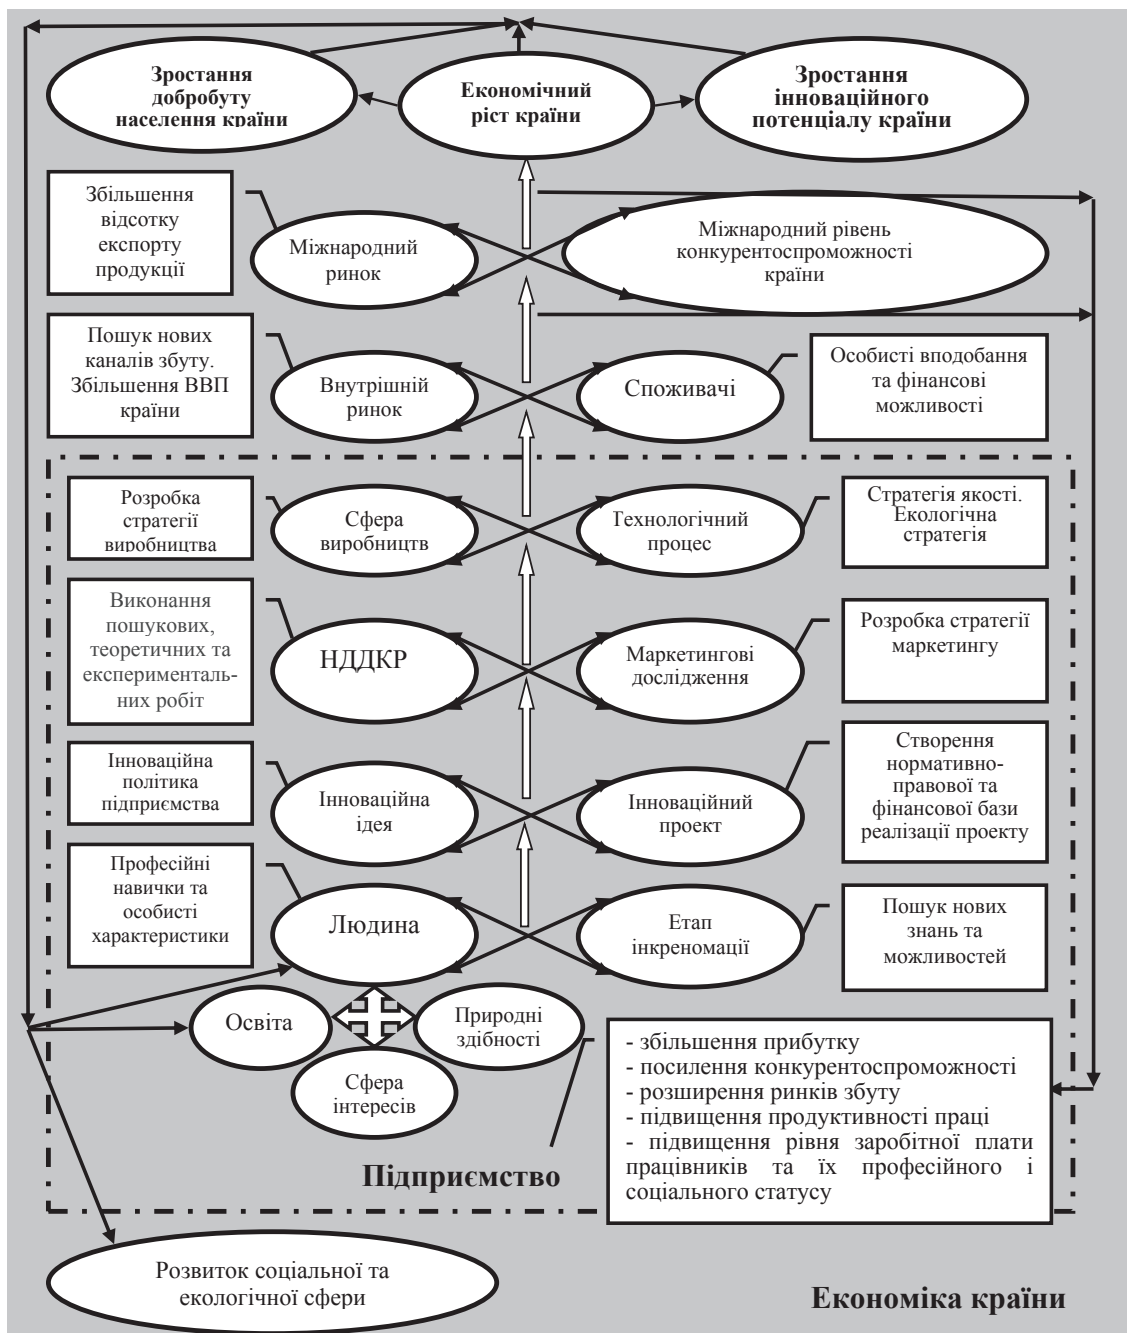 Зростання
добробуту
населення країни
Економічний
ріст країни
Зростання
інноваційного
потенціалу країни
Збільшення
відсотку
експорту
продукції
Міжнародний
ринок
Міжнародний рівень
конкурентоспроможності
країни
Пошук нових
каналів збуту.
Збільшення ВВП
країни
Внутрішній
ринок
Споживачі
Особисті вподобання
та фінансові
можливості
Розробка
стратегії
виробництва
Сфера
виробництв
Технологічний
процес
Стратегія якості.
Екологічна
стратегія
Виконання
пошукових,
теоретичних та
експерименталь-
них робіт
НДДКР
Маркетингові
дослідження
Розробка стратегії
маркетингу
Інноваційна
політика
підприємства
Інноваційна
ідея
Інноваційний
проект
Створення
нормативно-
правової та
фінансової бази
реалізації проекту
Професійні
навички та
особисті
характеристики
Людина
Етап
інкреномації
Пошук нових
знань та
можливостей
Освіта
Природні
здібності
Сфера
інтересів
- збільшення прибутку
- посилення конкурентоспроможності
- розширення ринків збуту
- підвищення продуктивності праці
- підвищення рівня заробітної плати
працівників та їх професійного і
соціального статусу
Підприємство
Розвиток соціальної та
екологічної сфери
Економіка країни